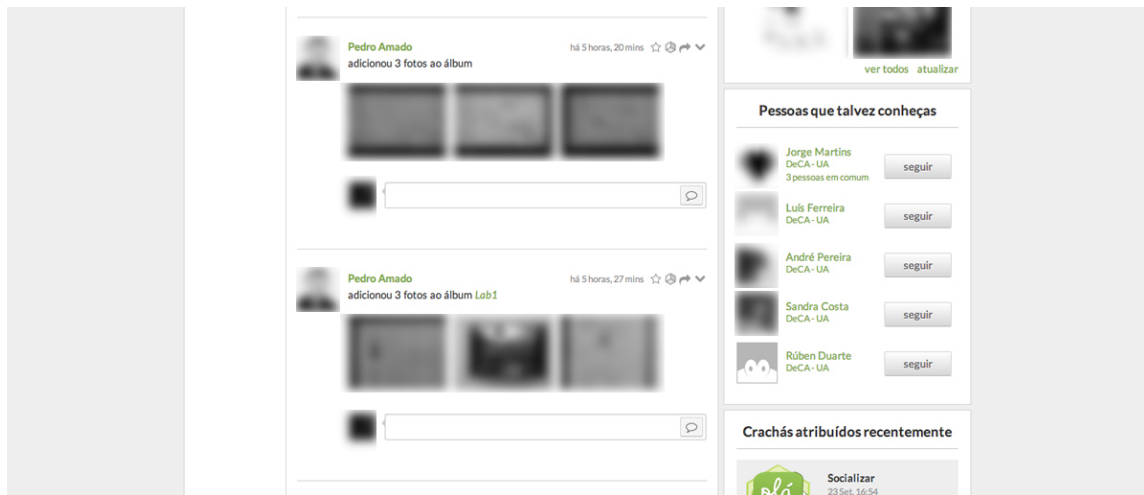 Pedro Amado
há 5 horas, 20 mins
adicionou 3 fotos ao álbum
Pedro Amado
há 5 horas, 27 mins
adicionou 3 fotos ao álbum Lab1
ver todos atualizar
Pessoas que talvez conheças
Jorge Martins
DeCA - UA
3 pessoas em comum
seguir
Luís Ferreira
DeCA - UA
seguir
André Pereira
DeCA - UA
seguir
Sandra Costa
DeCA - UA
seguir
Rúben Duarte
DeCA - UA
seguir
Crachás atribuídos recentemente
olá
Socializar
23 Set, 16:54